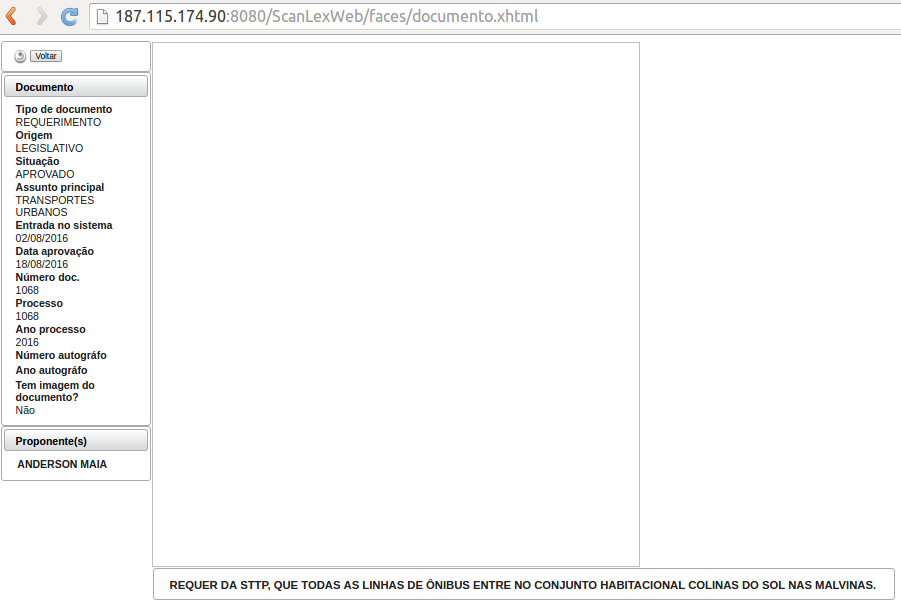 187.115.174.90:8080/ScanLexWeb/faces/documento.xhtml
Voltar
Documento
Tipo de documento
REQUERIMENTO
Origem
LEGISLATIVO
Situação
APROVADO
Assunto principal
TRANSPORTES
URBANOS
Entrada no sistema
02/08/2016
Data aprovação
18/08/2016
Número doc.
1068
Processo
1068
Ano processo
2016
Número autográfo
Ano autográfo
Tem imagem do
documento?
Não
Proponente(s)
ANDERSON MAIA
REQUER DA STTP, QUE TODAS AS LINHAS DE ÔNIBUS ENTRE NO CONJUNTO HABITACIONAL COLINAS DO SOL NAS MALVINAS.